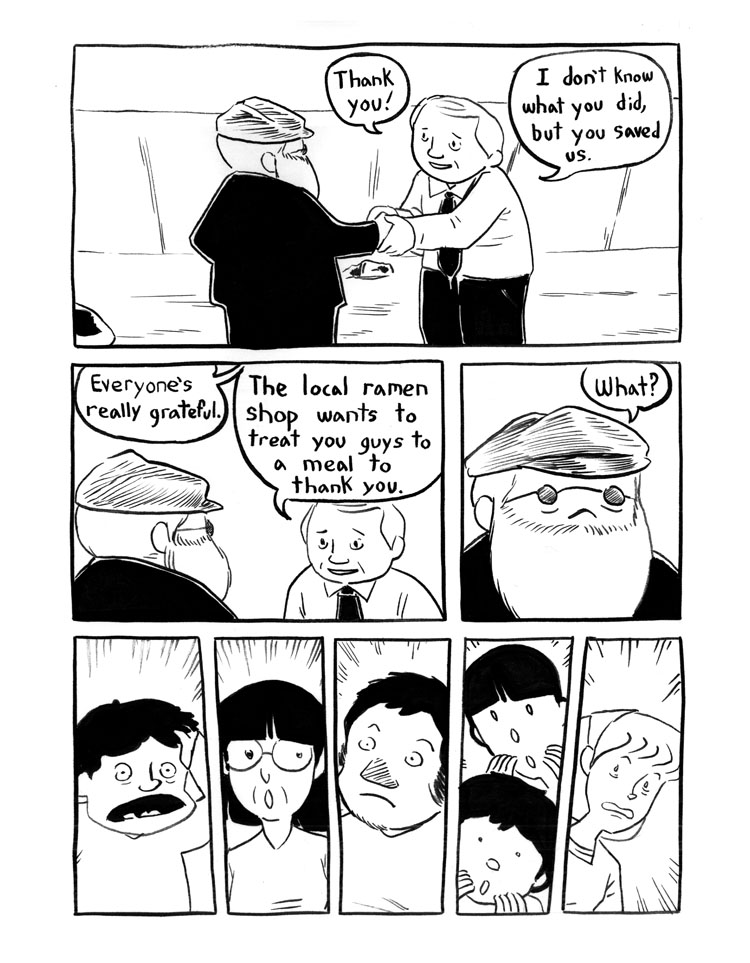 Thank
you!
I don't know
what you did,
but you saved
us.
Everyone's
really grateful.
The local ramen
shop wants to
treat you guys to
a meal to
thank you.
What?